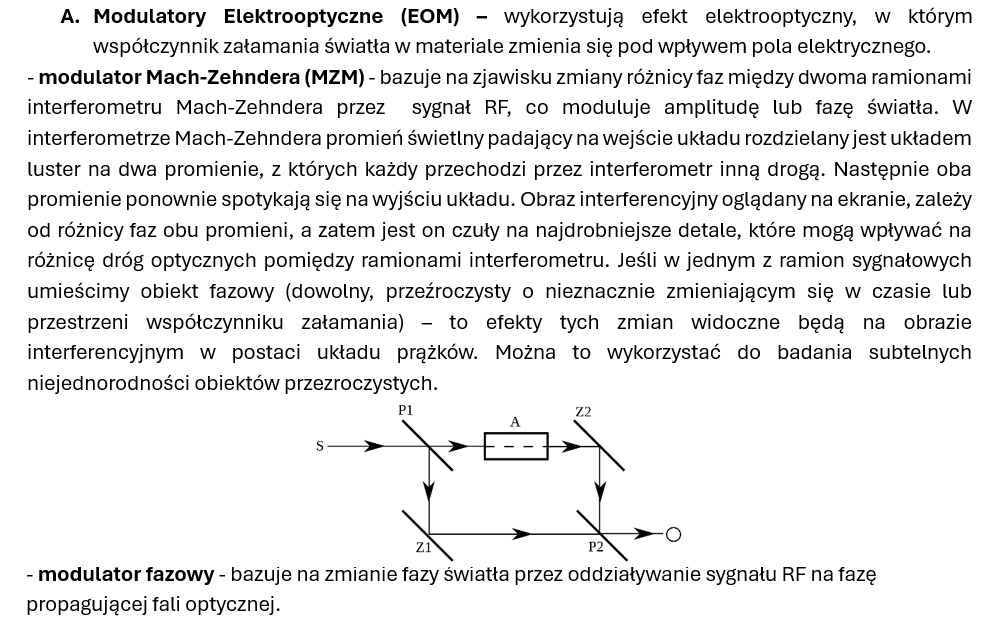 A. Modulatory Elektrooptyczne (EOM) – wykorzystują efekt elektrooptyczny, w którym
współczynnik załamania światła w materiale zmienia się pod wpływem pola elektrycznego.
- modulator Mach-Zehndera (MZM) - bazuje na zjawisku zmiany różnicy faz między dwoma ramionami
interferometru Mach-Zehndera przez sygnał RF, co moduluje amplitudę lub fazę światła. W
interferometrze Mach-Zehndera promień świetlny padający na wejście układu rozdzielany jest układem
luster na dwa promienie, z których każdy przechodzi przez interferometr inną drogą. Następnie oba
promienie ponownie spotykają się na wyjściu układu. Obraz interferencyjny oglądany na ekranie, zależy
od różnicy faz obu promieni, a zatem jest on czuły na najdrobniejsze detale, które mogą wpływać na
różnicę dróg optycznych pomiędzy ramionami interferometru. Jeśli w jednym z ramion sygnałowych
umieścimy obiekt fazowy (dowolny, przeźroczysty o nieznacznie zmieniającym się w czasie lub
przestrzeni współczynniku załamania) – to efekty tych zmian widoczne będą na obrazie
interferencyjnym w postaci układu prążków. Można to wykorzystać do badania subtelnych
niejednorodności obiektów przezroczystych.
P1
A
Z2
S
Z1
P2
- modulator fazowy - bazuje na zmianie fazy światła przez oddziaływanie sygnału RF na fazę
propagującej fali optycznej.